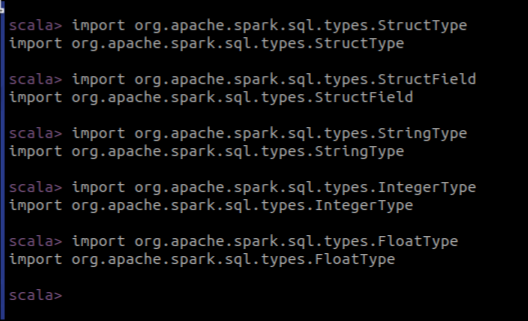 scala> import org.apache.spark.sql.types.StructType
import org.apache.spark.sql.types.StructType
scala> import org.apache.spark.sql.types.StructField
import org.apache.spark.sql.types.StructField
scala> import org.apache.spark.sql.types.StringType
import org.apache.spark.sql.types.StringType
scala> import org.apache.spark.sql.types.IntegerType
import org.apache.spark.sql.types.IntegerType
scala> import org.apache.spark.sql.types.FloatType
import org.apache.spark.sql.types.FloatType
scala>